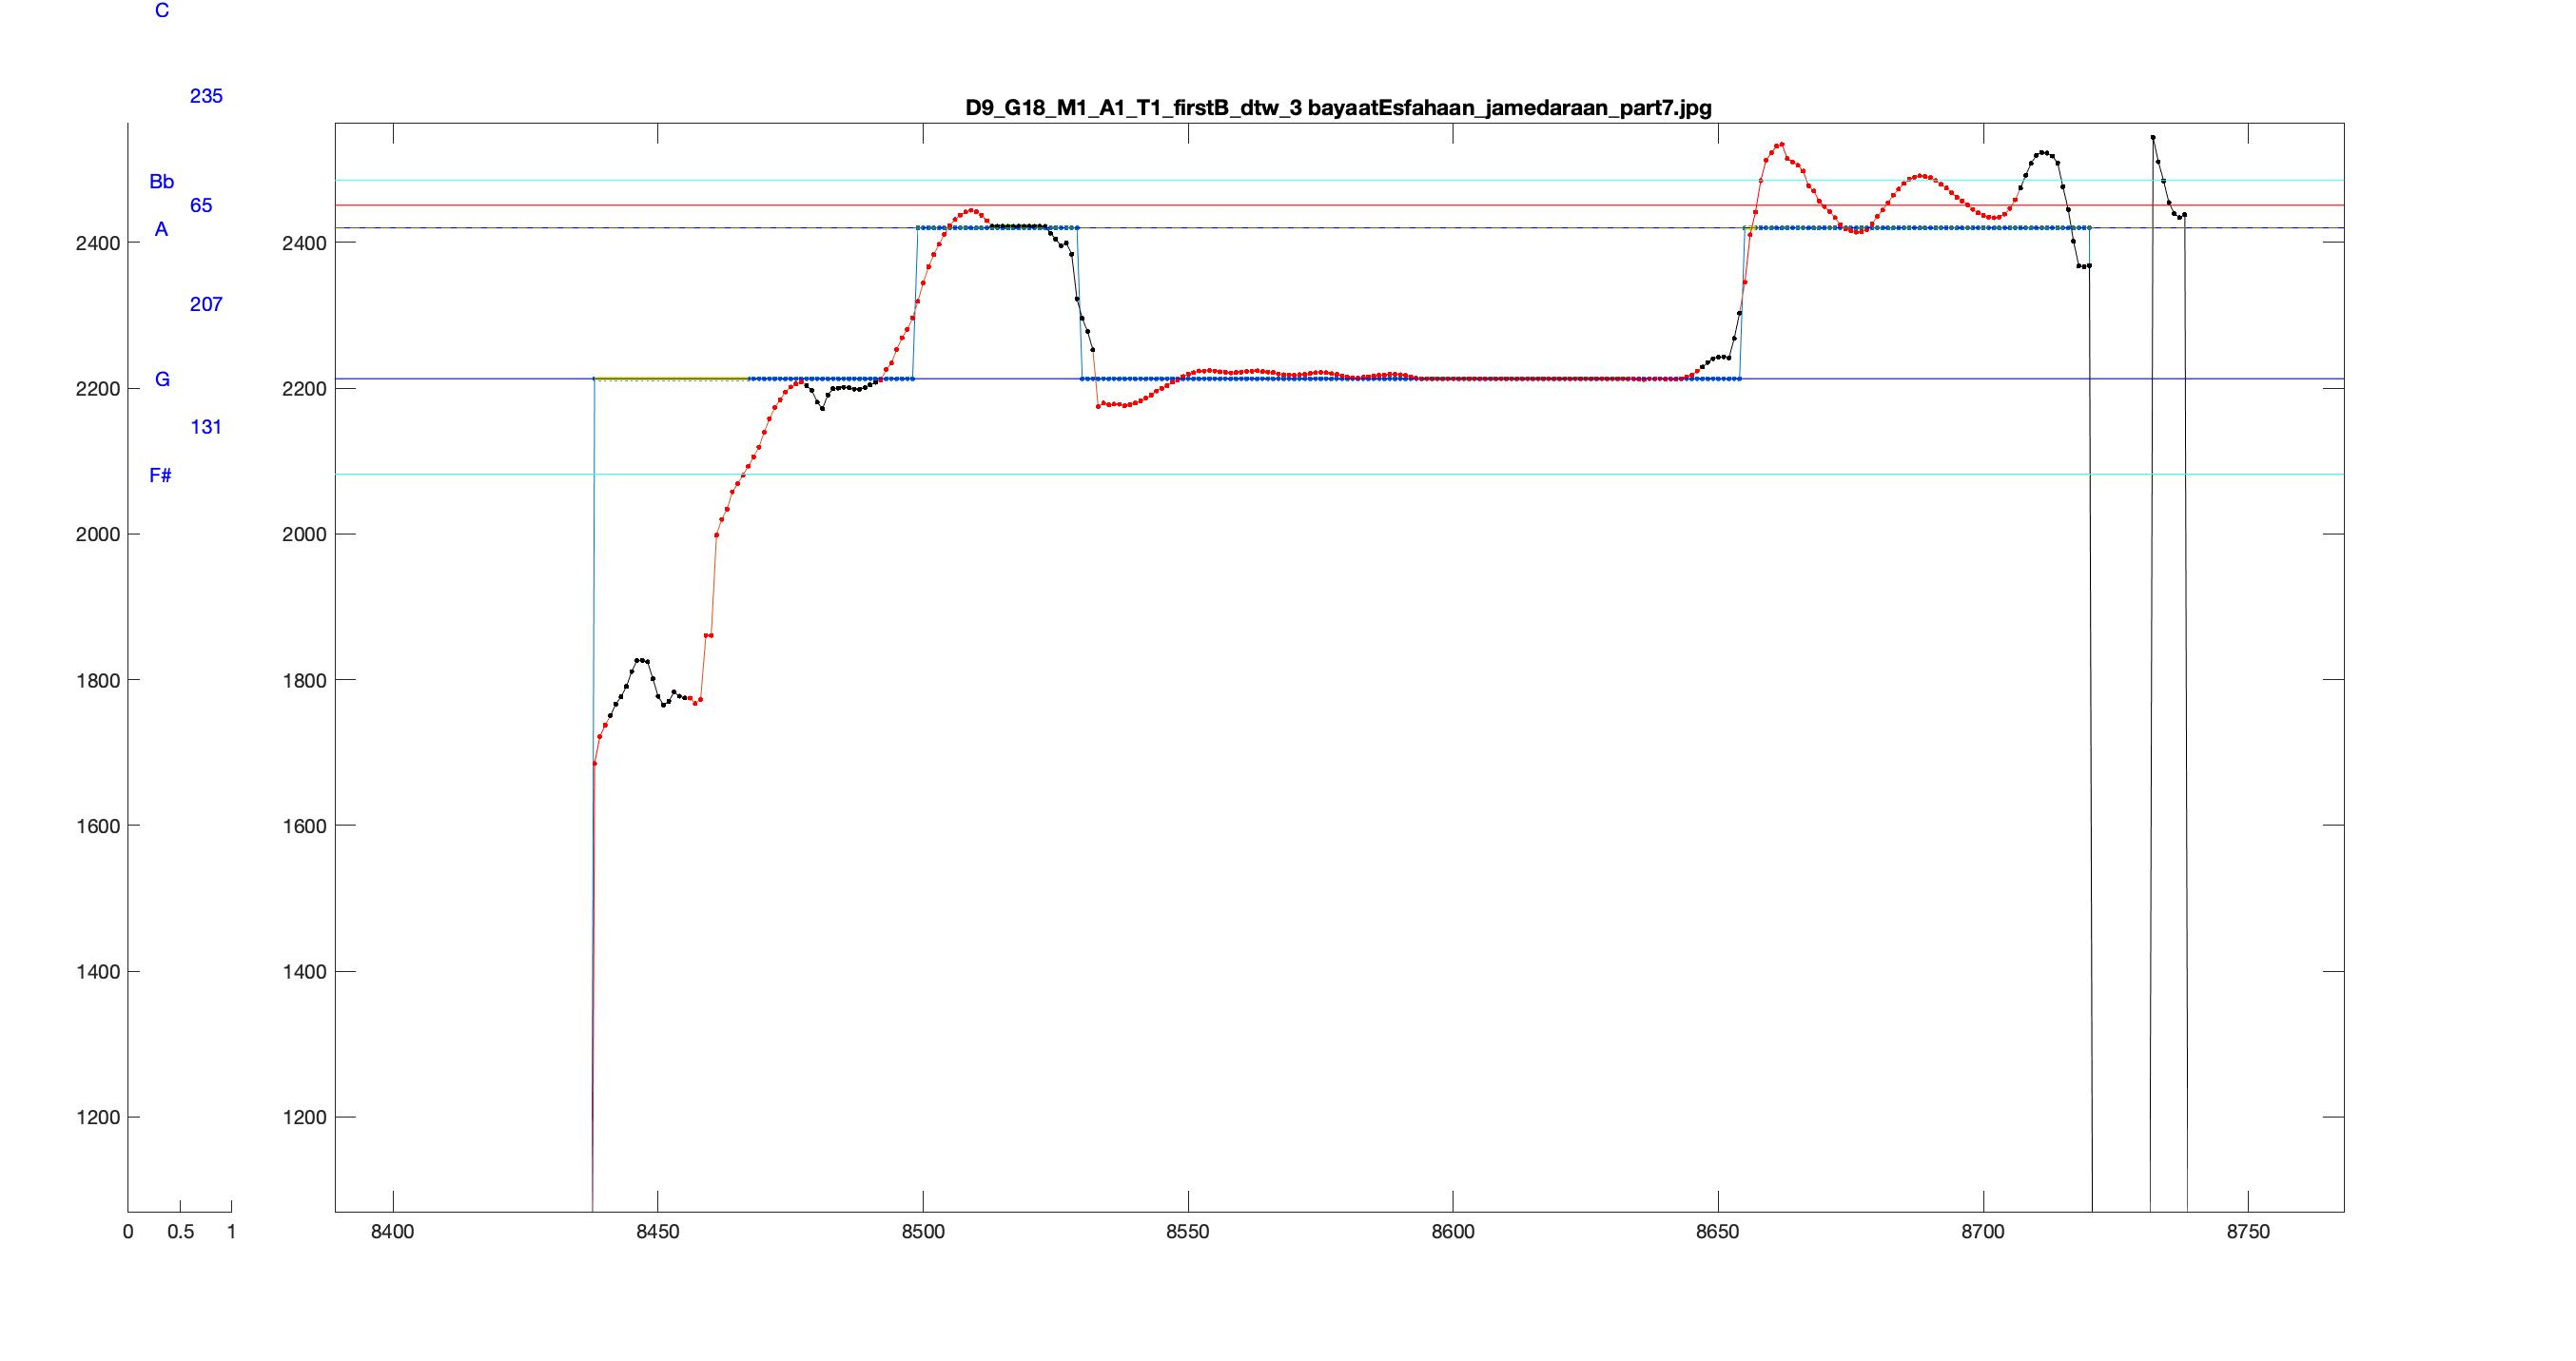 C
235
D9_G18_M1_A1_T1_firstB_dtw_3 bayaatEsfahaan_jamedaraan_part7.jpg
Bb
65
A
2400 2400
207
G
2200 2200
131
F#
2000 2000
1800 1800
1600 1600
1400 1400
1200 1200
0 0.5 1 8400 8450 8500 8550 8600 8650 8700 8750